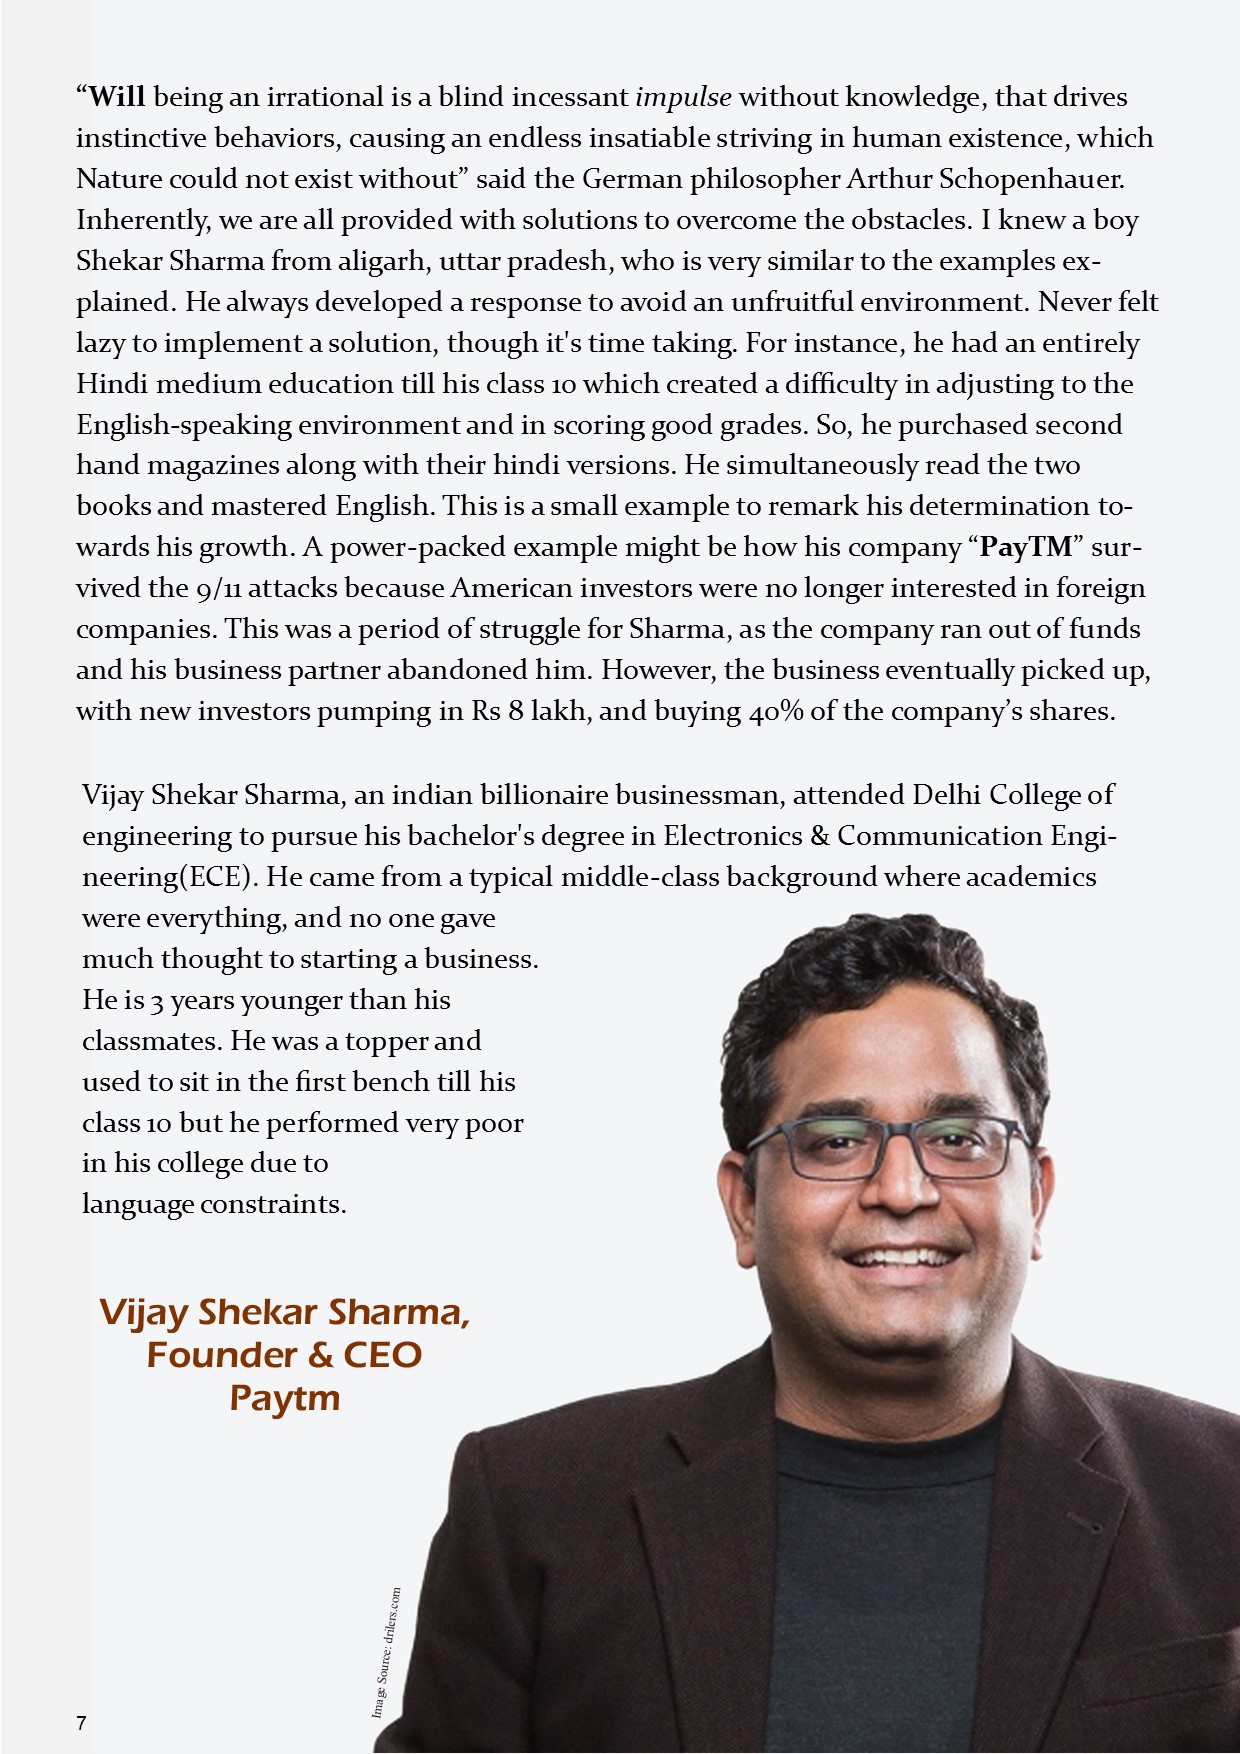 “Will being an irrational is a blind incessant impulse without knowledge, that drives
instinctive behaviors, causing an endless insatiable striving in human existence, which
Nature could not exist without” said the German philosopher Arthur Schopenhauer.
Inherently, we are all provided with solutions to overcome the obstacles. I knew a boy
Shekar Sharma from aligarh, uttar pradesh, who is very similar to the examples ex-
plained. He always developed a response to avoid an unfruitful environment. Never felt
lazy to implement a solution, though it's time taking. For instance, he had an entirely
Hindi medium education till his class 10 which created a difficulty in adjusting to the
English-speaking environment and in scoring good grades. So, he purchased second
hand magazines along with their hindi versions. He simultaneously read the two
books and mastered English. This is a small example to remark his determination to-
wards his growth. A power-packed example might be how his company “PayTM” sur-
vived the 9/11 attacks because American investors were no longer interested in foreign
companies. This was a period of struggle for Sharma, as the company ran out of funds
and his business partner abandoned him. However, the business eventually picked up,
with new investors pumping in Rs 8 lakh, and buying 40% of the company’s shares.
Vijay Shekar Sharma, an indian billionaire businessman, attended Delhi College of
engineering to pursue his bachelor's degree in Electronics & Communication Engi-
neering(ECE). He came from a typical middle-class background where academics
were everything, and no one gave
much thought to starting a business.
He is 3 years younger than his
classmates. He was a topper and
used to sit in the first bench till his
class 10 but he performed very poor
in his college due to
language constraints.
Vijay Shekar Sharma,
Founder & CEO
Paytm
Image Source: drilers.com
7